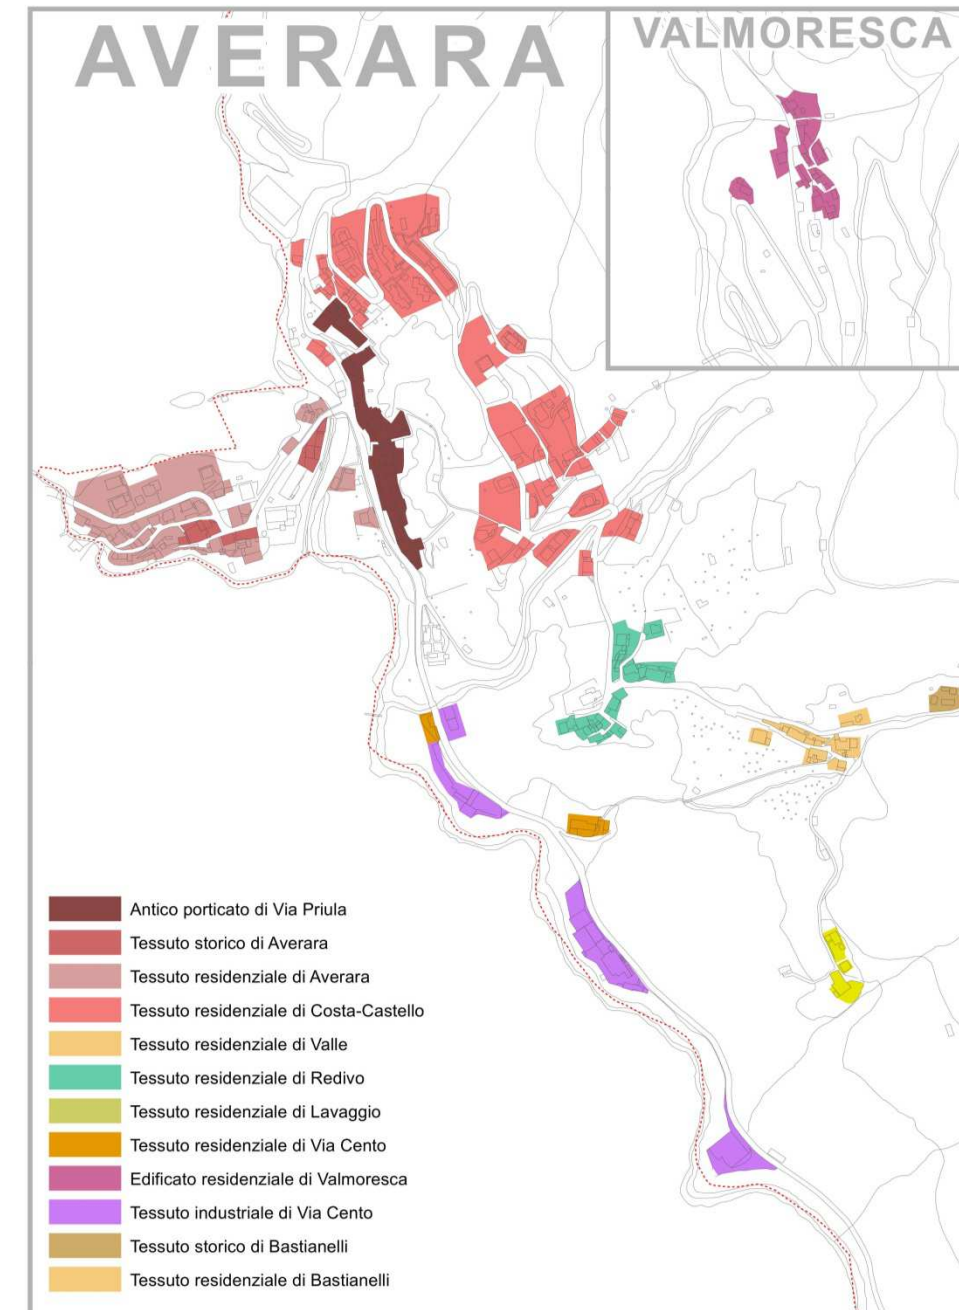 AVERARA
VALMORESCA
Antico porticato di Via Priula
Tessuto storico di Averara
Tessuto residenziale di Averara
Tessuto residenziale di Costa-Castello
Tessuto residenziale di Valle
Tessuto residenziale di Redivo
Tessuto residenziale di Lavaggio
Tessuto residenziale di Via Cento
Edificato residenziale di Valmoresca
Tessuto industriale di Via Cento
Tessuto storico di Bastianelli
Tessuto residenziale di Bastianelli